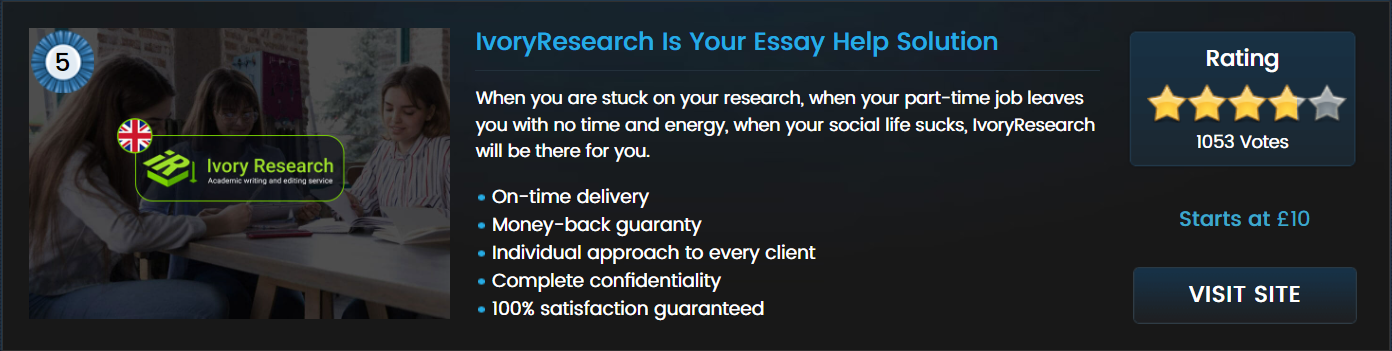 5
Ivory Research
Academic writing and editing service
IvoryResearch Is Your Essay Help Solution
When you are stuck on your research, when your part-time job leaves
you with no time and energy, when your social life sucks, IvoryResearch
will be there for you.
• On-time delivery
• Money-back guaranty
• Individual approach to every client
• Complete confidentiality
• 100% satisfaction guaranteed
Rating
1053 Votes
Starts at £10
VISIT SITE